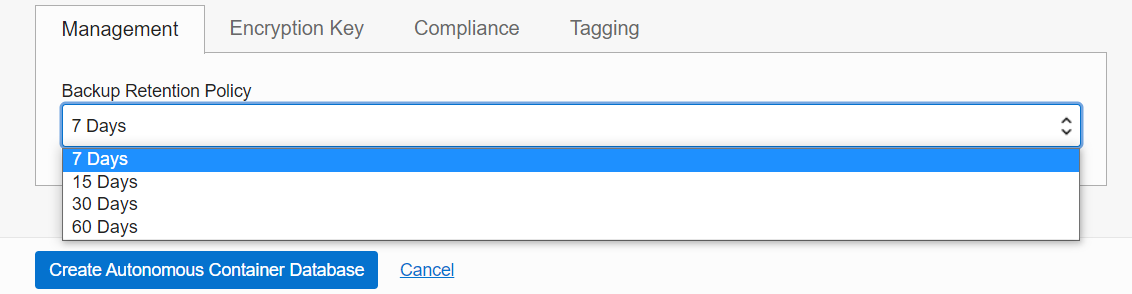 Management Encryption Key Compliance Tagging
Backup Retention Policy
7 Days
7 Days
15 Days
30 Days
60 Days
Create Autonomous Container Database Cancel